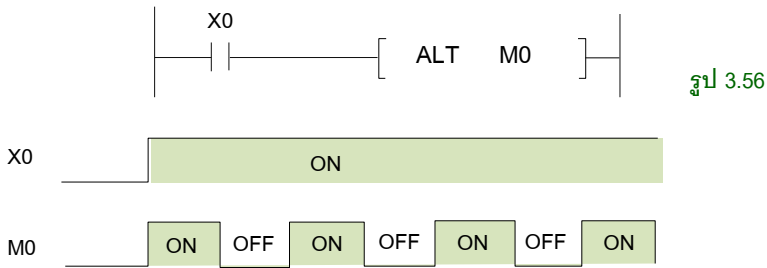 X0
ALT M0
รูป 3.56
X0 ON
M0 ON OFF ON OFF ON OFF ON